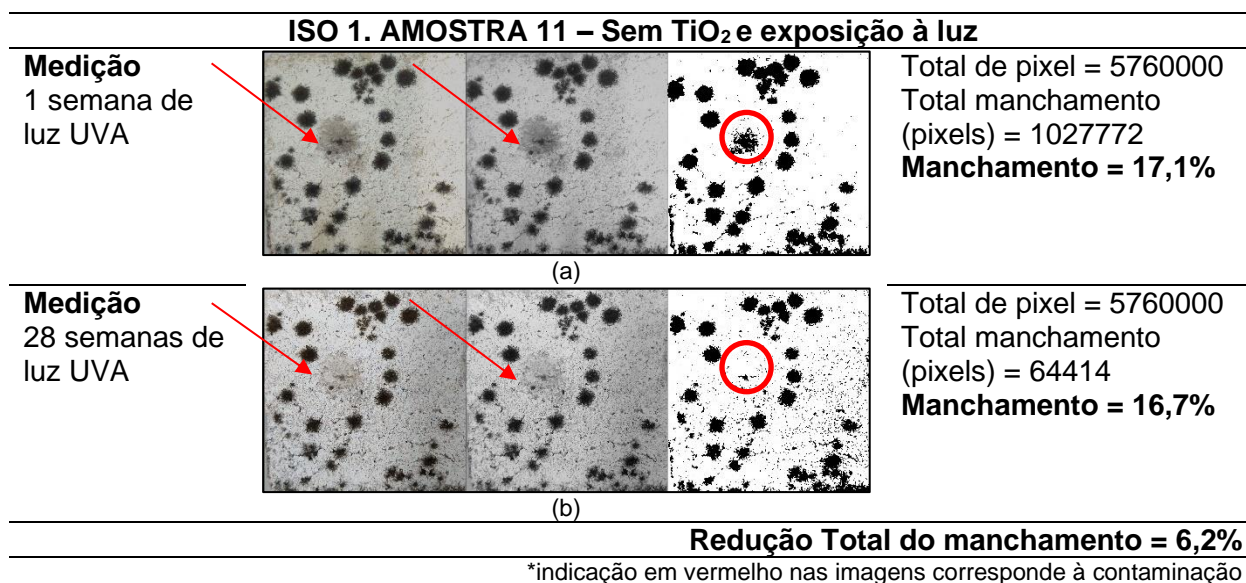 ISO 1. AMOSTRA 11 – Sem TiO₂ e exposição à luz
Medição
1 semana de
luz UVA
Total de pixel = 5760000
Total manchamento
(pixels) = 1027772
Manchamento = 17,1%
(a)
Medição
28 semanas de
luz UVA
Total de pixel = 5760000
Total manchamento
(pixels) = 64414
Manchamento = 16,7%
(b)
Redução Total do manchamento = 6,2%
*indicação em vermelho nas imagens corresponde à contaminação